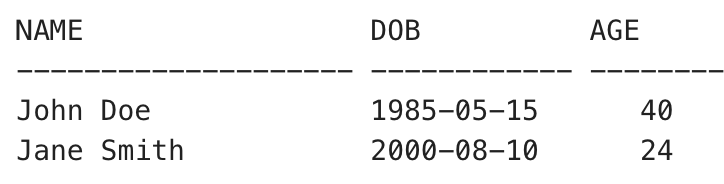 NAME                 DOB          AGE
-------------------- ------------ --------
John Doe             1985-05-15      40
Jane Smith           2000-08-10      24